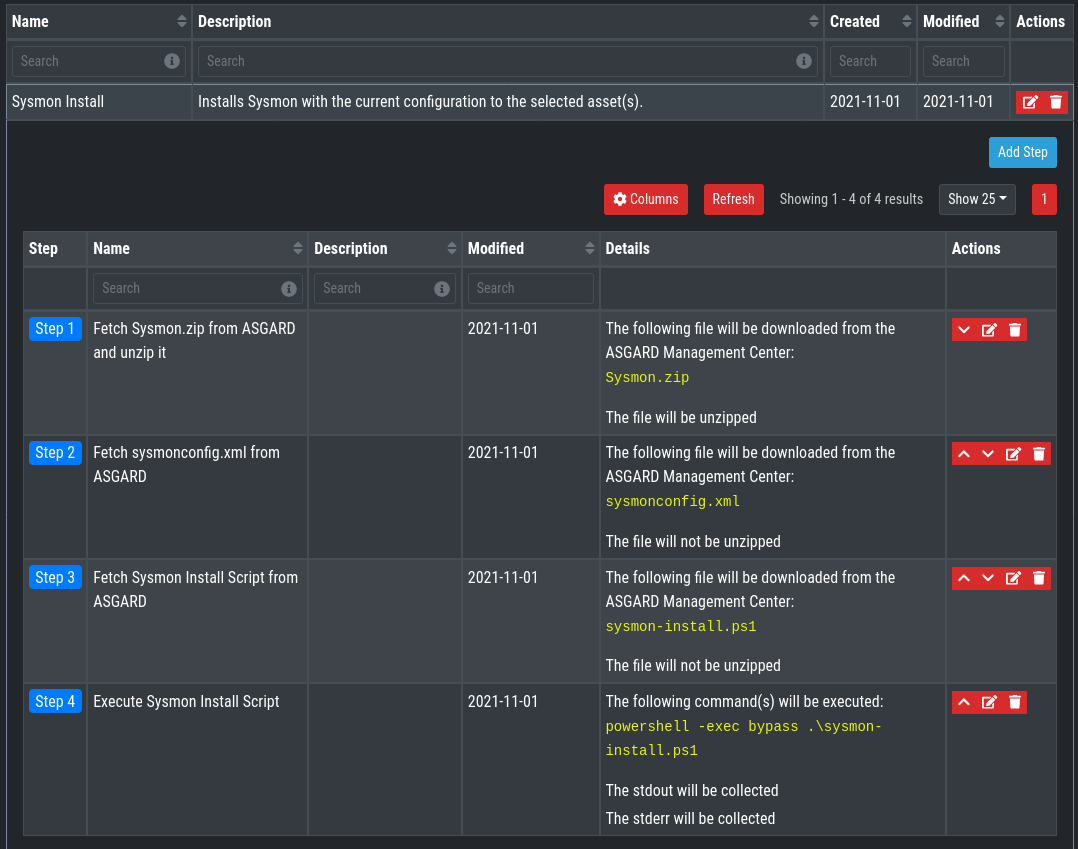 Name Description Created Modified Actions
Search Search Search Search
Sysmon Install Installs Sysmon with the current configuration to the selected asset(s). 2021-11-01 2021-11-01
Add Step
Columns Refresh Showing 1 - 4 of 4 results Show 25 1
Step Name Description Modified Details Actions
Search Search Search
Step 1 Fetch Sysmon.zip from ASGARD 2021-11-01 The following file will be downloaded from the
and unzip it ASGARD Management Center:
Sysmon.zip
The file will be unzipped
Step 2 Fetch sysmonconfig.xml from 2021-11-01 The following file will be downloaded from the
ASGARD ASGARD Management Center:
sysmonconfig.xml
The file will not be unzipped
Step 3 Fetch Sysmon Install Script from 2021-11-01 The following file will be downloaded from the
ASGARD ASGARD Management Center:
sysmon-install.ps1
The file will not be unzipped
Step 4 Execute Sysmon Install Script 2021-11-01 The following command(s) will be executed:
powershell -exec bypass .\sysmon-
install.ps1
The stdout will be collected
The stderr will be collected